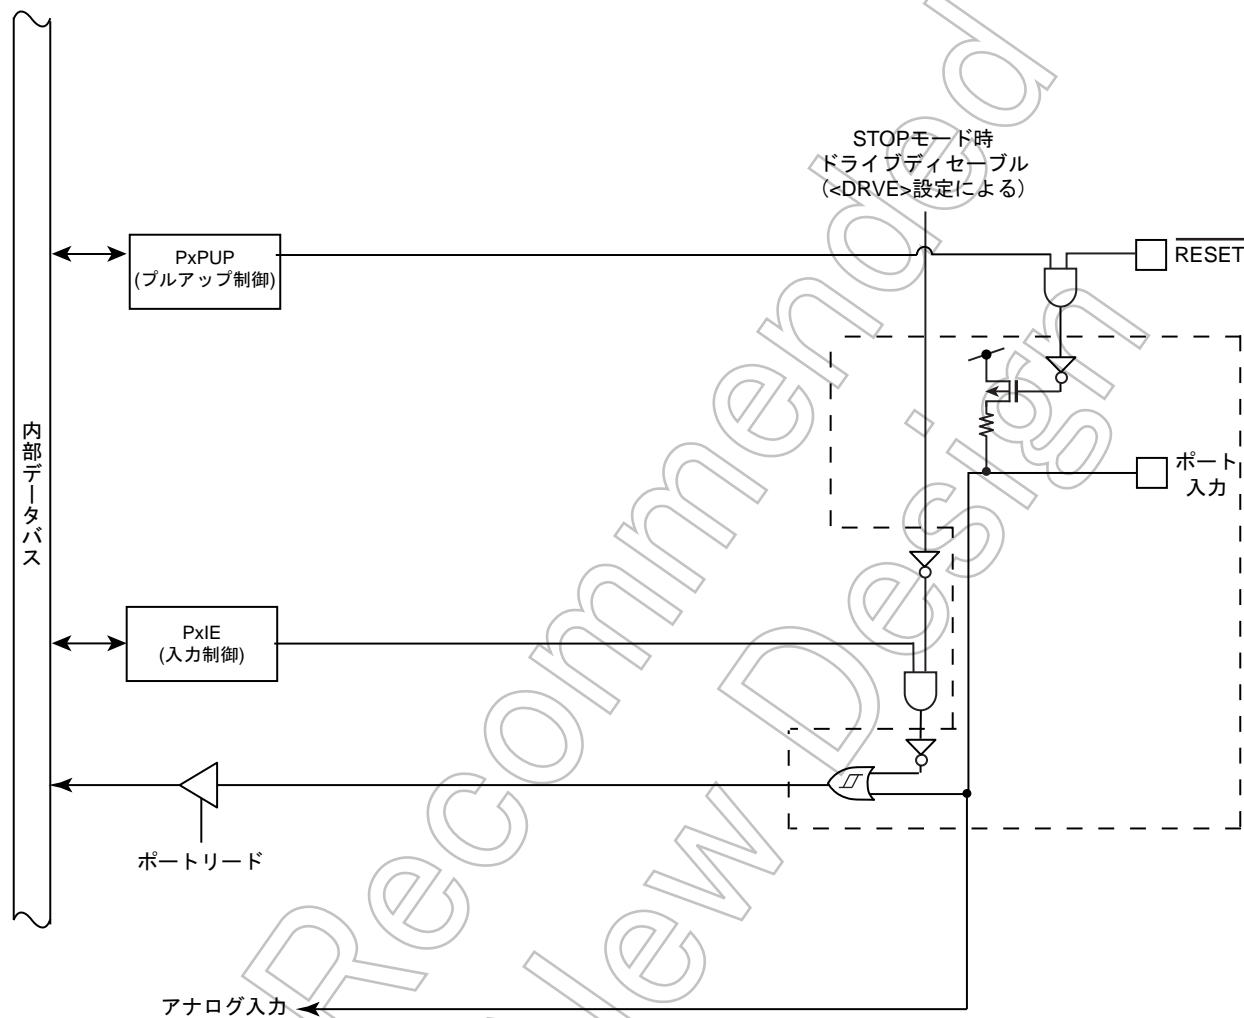 STOPモード時
ドライブディセーブル
(<DRVE>設定による)
PxPUP
(プルアップ制御)
RESET
内部データバス
ポート
入力
PxIE
(入力制御)
ポートリード
アナログ入力
Recommended
New Design